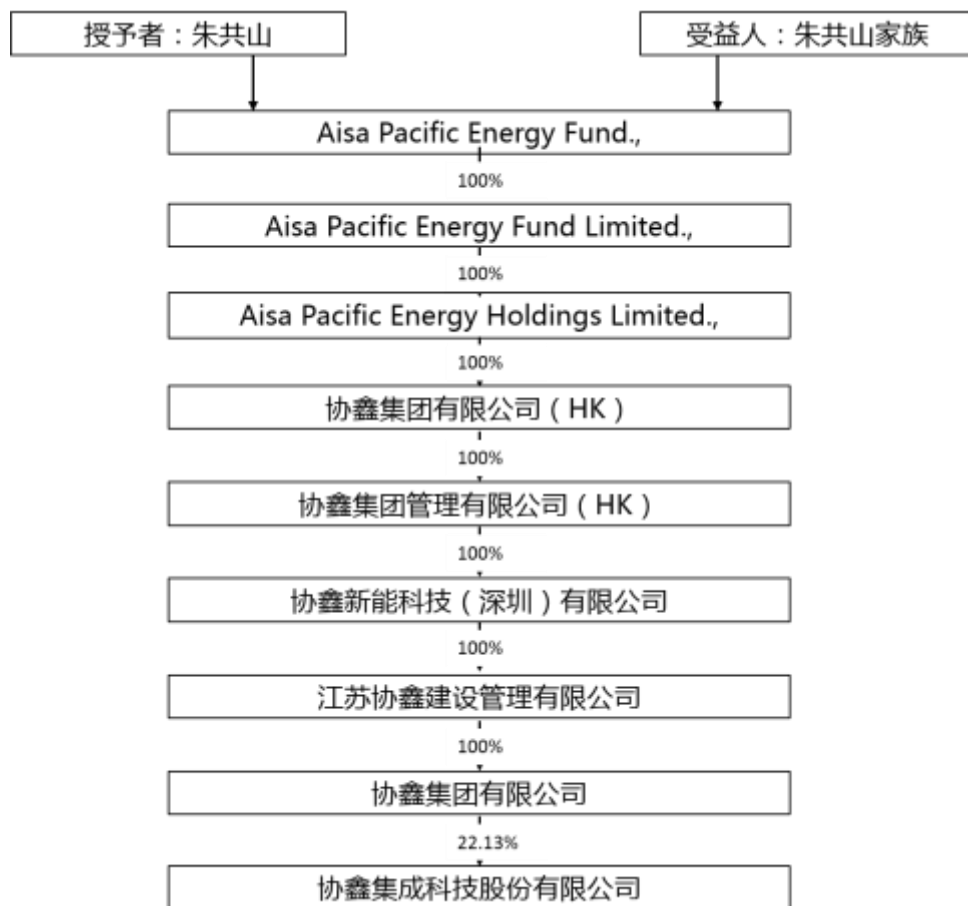 授予者：朱共山
受益人：朱共山家族
Aisa Pacific Energy Fund.,
100%
Aisa Pacific Energy Fund Limited.,
100%
Aisa Pacific Energy Holdings Limited.,
100%
协鑫集团有限公司（HK）
100%
协鑫集团管理有限公司（HK）
100%
协鑫新能科技（深圳）有限公司
100%
江苏协鑫建设管理有限公司
100%
协鑫集团有限公司
22.13%
协鑫集成科技股份有限公司